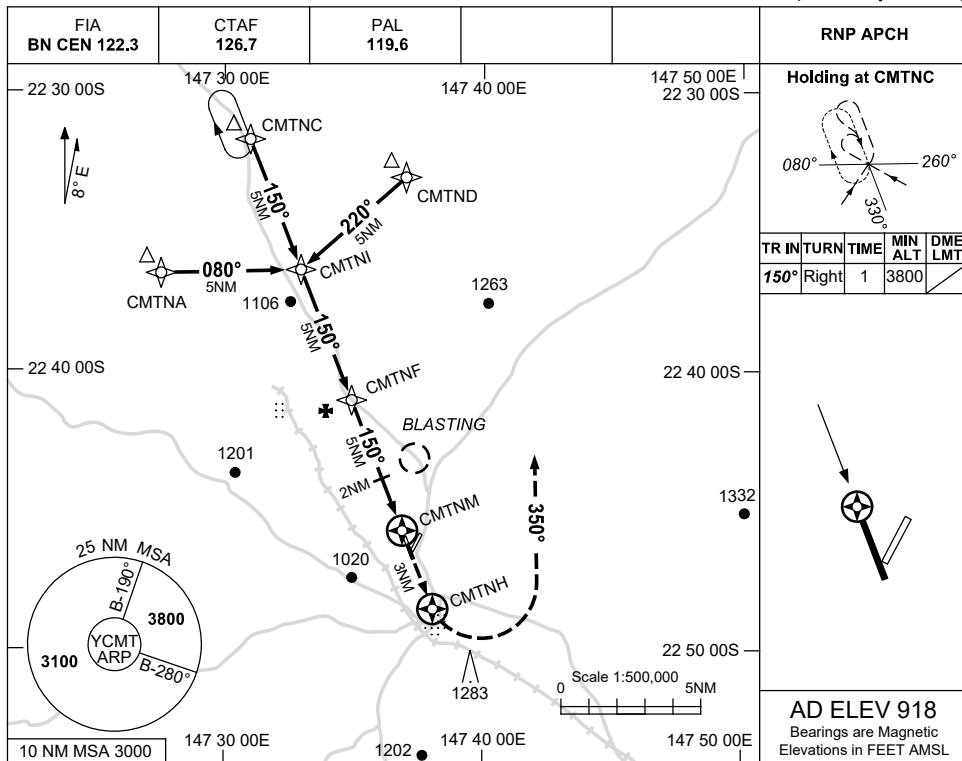 FIA
BN CEN 122.3
CTAF
126.7
PAL
119.6
RNP APCH
147 30 00E
147 40 00E
147 50 00E
22 30 00S
22 30 00S
Holding at CMTNC
080°
260°
330°
TR IN TURN TIME MIN ALT DME LMT
150° Right 1 3800
8° E
CMTNC
150°
5NM
CMTND
220°
5NM
CMTNI
080°
5NM
CMTNA
1106
1263
150°
5NM
22 40 00S
22 40 00S
CMTNF
BLASTING
150°
5NM
1201
2NM
CMTNM
350°
1332
1020
3NM
CMTNH
25 NM MSA
B-190°
3800
YCMT
ARP
3100
B-280°
22 50 00S
1283
Scale 1:500,000
0 5NM
10 NM MSA 3000
147 30 00E
1202
147 40 00E
147 50 00E
AD ELEV 918
Bearings are Magnetic
Elevations in FEET AMSL